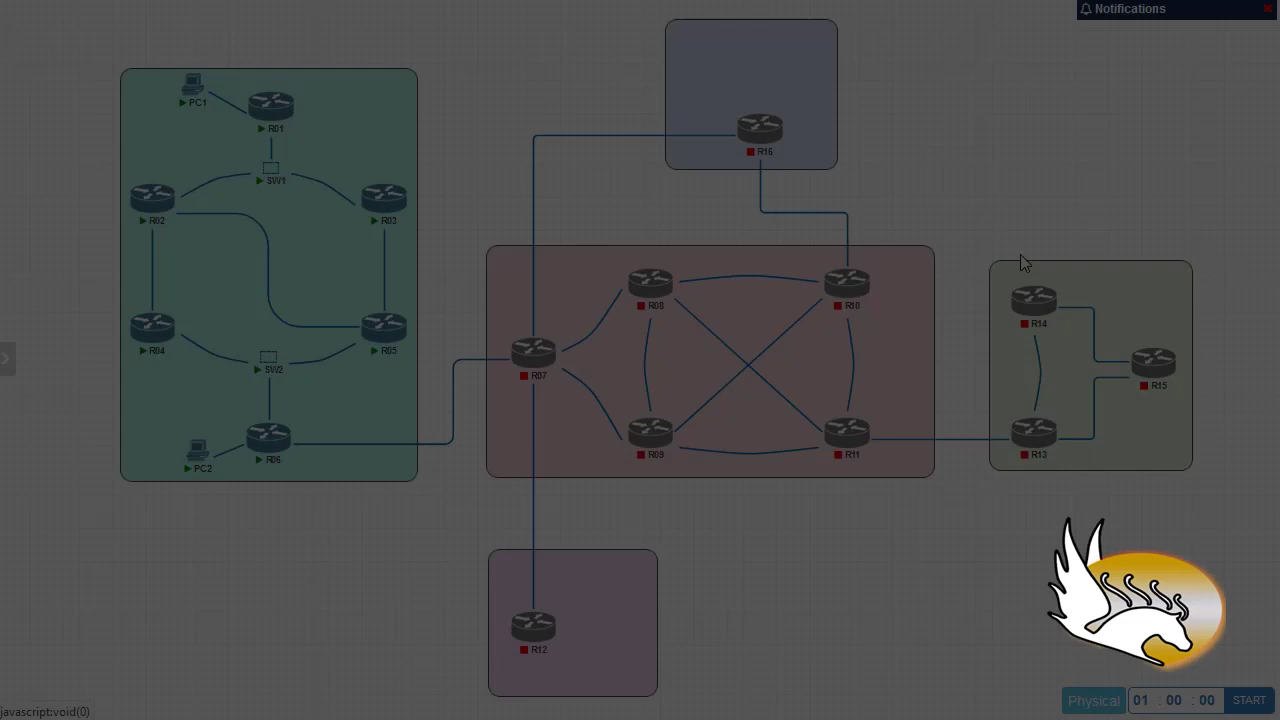 Notifications
PC1
R01
R16
SW1
R02
R03
R08
R10
R14
R04
R05
SW2
R07
R15
R09
R11
R13
R06
PC2
R12
Physical 01 : 00 : 00 START
javascript:void(0)